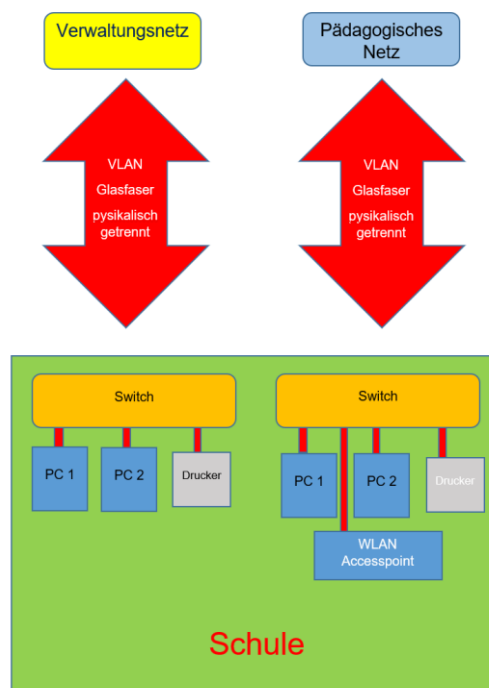 Verwaltungsnetz
Pädagogisches
Netz
VLAN
Glasfaser
pysikalisch
getrennt
VLAN
Glasfaser
pysikalisch
getrennt
Switch
Switch
PC 1
PC 2
Drucker
PC 1
PC 2
Drucker
WLAN
Accesspoint
Schule